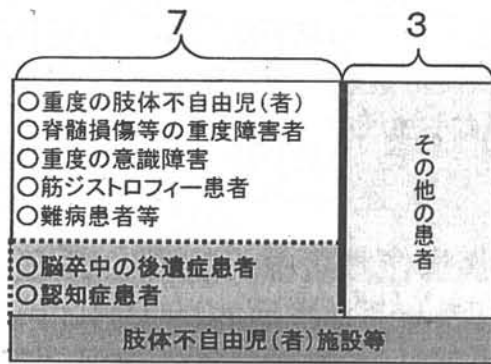 7
3
○重度の肢体不自由児(者)
○脊髄損傷等の重度障害者
○重度の意識障害
○筋ジストロフィー患者
○難病患者等
○脳卒中の後遺症患者
○認知症患者
その他の患者
肢体不自由児(者)施設等